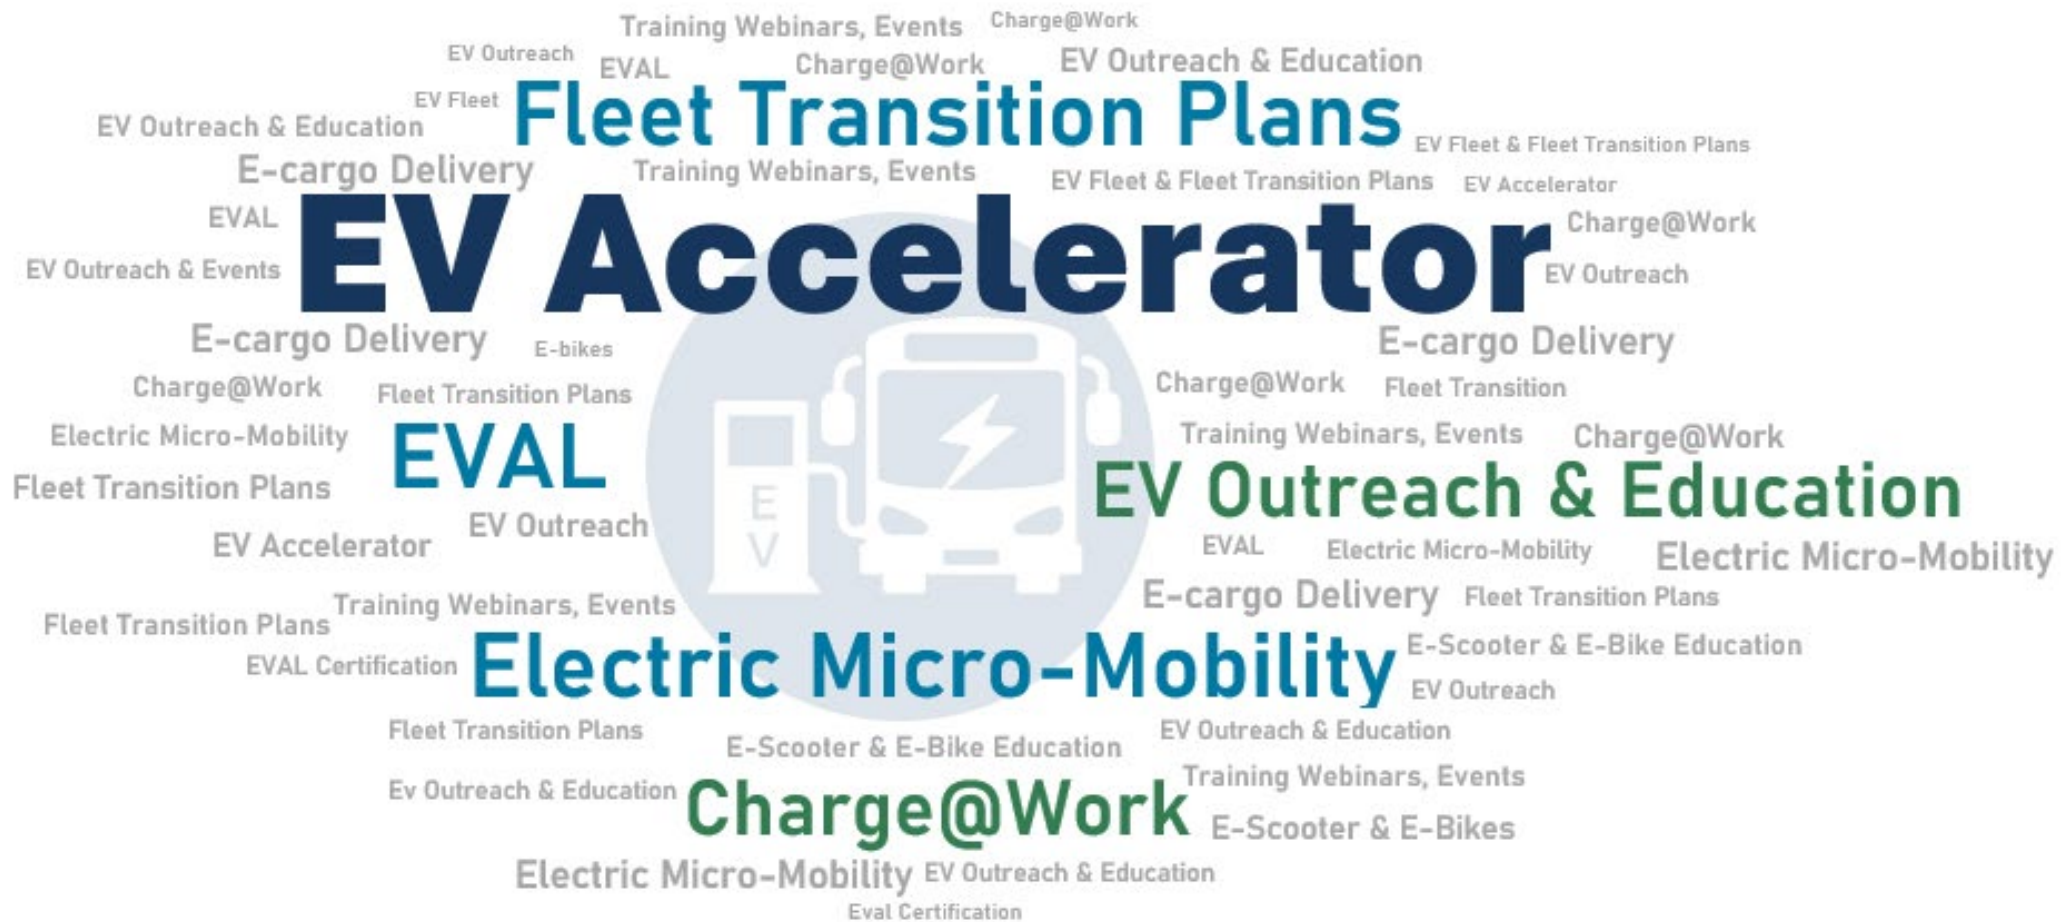 Training Webinars, Events Charge@Work
EV Outreach EVAL Charge@Work EV Outreach & Education
EV Fleet Fleet Transition Plans
EV Outreach & Education EV Fleet & Fleet Transition Plans
E-cargo Delivery Training Webinars, Events EV Fleet & Fleet Transition Plans EV Accelerator
EVAL EV Accelerator Charge@Work
EV Outreach & Events EV Outreach
E-cargo Delivery E-bikes E-cargo Delivery
Charge@Work Fleet Transition Plans Charge@Work Fleet Transition
Electric Micro-Mobility EVAL Training Webinars, Events Charge@Work
Fleet Transition Plans EV EV Outreach & Education
EV Accelerator EV Outreach EVAL Electric Micro-Mobility Electric Micro-Mobility
Training Webinars, Events E-cargo Delivery Fleet Transition Plans
Fleet Transition Plans
EVAL Certification Electric Micro-Mobility E-Scooter & E-Bike Education
EV Outreach
Fleet Transition Plans E-Scooter & E-Bike Education EV Outreach & Education
Ev Outreach & Education Charge@Work Training Webinars, Events
E-Scooter & E-Bikes
Electric Micro-Mobility EV Outreach & Education
Eval Certification